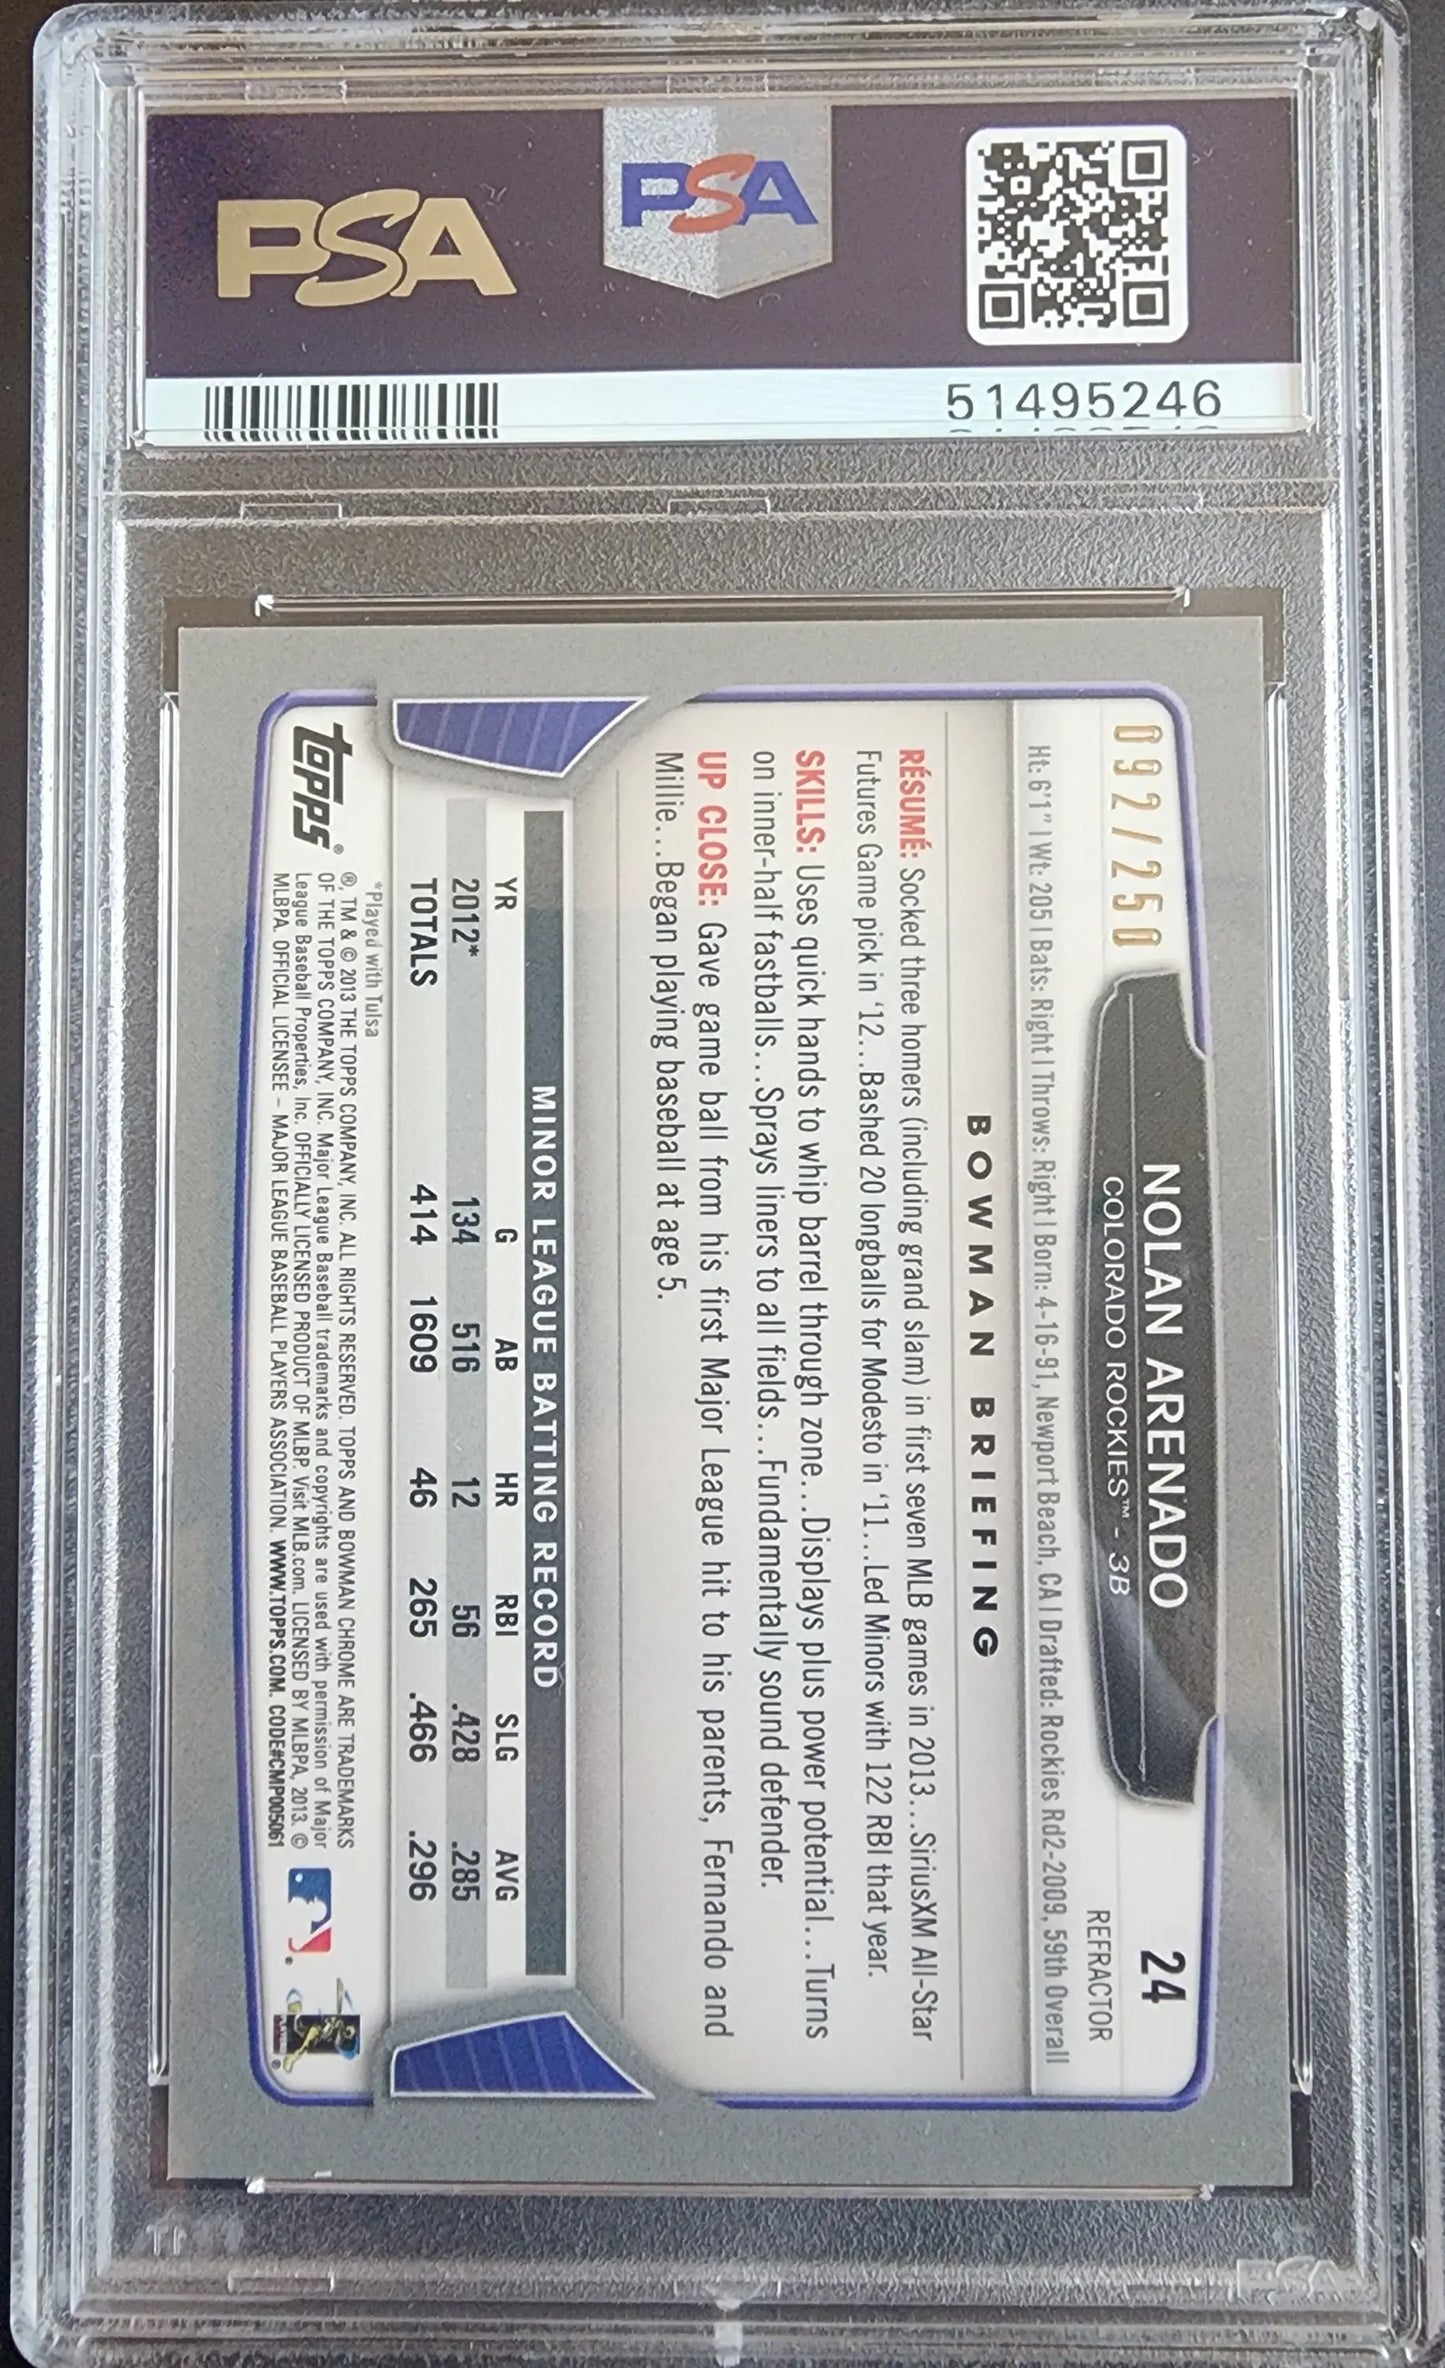 PSA
PSA
51495246
092/250
NOLAN ARENADO
COLORADO ROCKIES™ - 3B
24
REFRACTOR
Ht: 6'1" | Wt: 205 | Bats: Right | Throws: Right | Born: 4-16-91, Newport Beach, CA | Drafted: Rockies Rd2-2009, 59th Overall
BOWMAN BRIEFING
RÉSUMÉ: Socked three homers (including grand slam) in first seven MLB games in 2013...SiriusXM All-Star
Futures Game pick in '12...Bashed 20 longballs for Modesto in '11...Led Minors with 122 RBI that year.
SKILLS: Uses quick hands to whip barrel through zone...Displays plus power potential...Turns
on inner-half fastballs...Sprays liners to all fields...Fundamentally sound defender.
UP CLOSE: Gave game ball from his first Major League hit to his parents, Fernando and
Millie...Began playing baseball at age 5.
MINOR LEAGUE BATTING RECORD
YR G AB HR RBI SLG AVG
2012* 134 516 12 56 .428 .285
TOTALS 414 1609 46 265 .466 .296
*Played with Tulsa
topps®
®, TM & © 2013 THE TOPPS COMPANY, INC. ALL RIGHTS RESERVED. TOPPS AND BOWMAN CHROME ARE TRADEMARKS
OF THE TOPPS COMPANY, INC. Major League Baseball trademarks and copyrights are used with permission of Major
League Baseball Properties, Inc. OFFICIALLY LICENSED PRODUCT OF MLBP. Visit MLB.com. LICENSED BY MLBPA, 2013. ©
MLBPA. OFFICIAL LICENSEE – MAJOR LEAGUE BASEBALL PLAYERS ASSOCIATION. WWW.TOPPS.COM. CODE#CMP005061
PSA